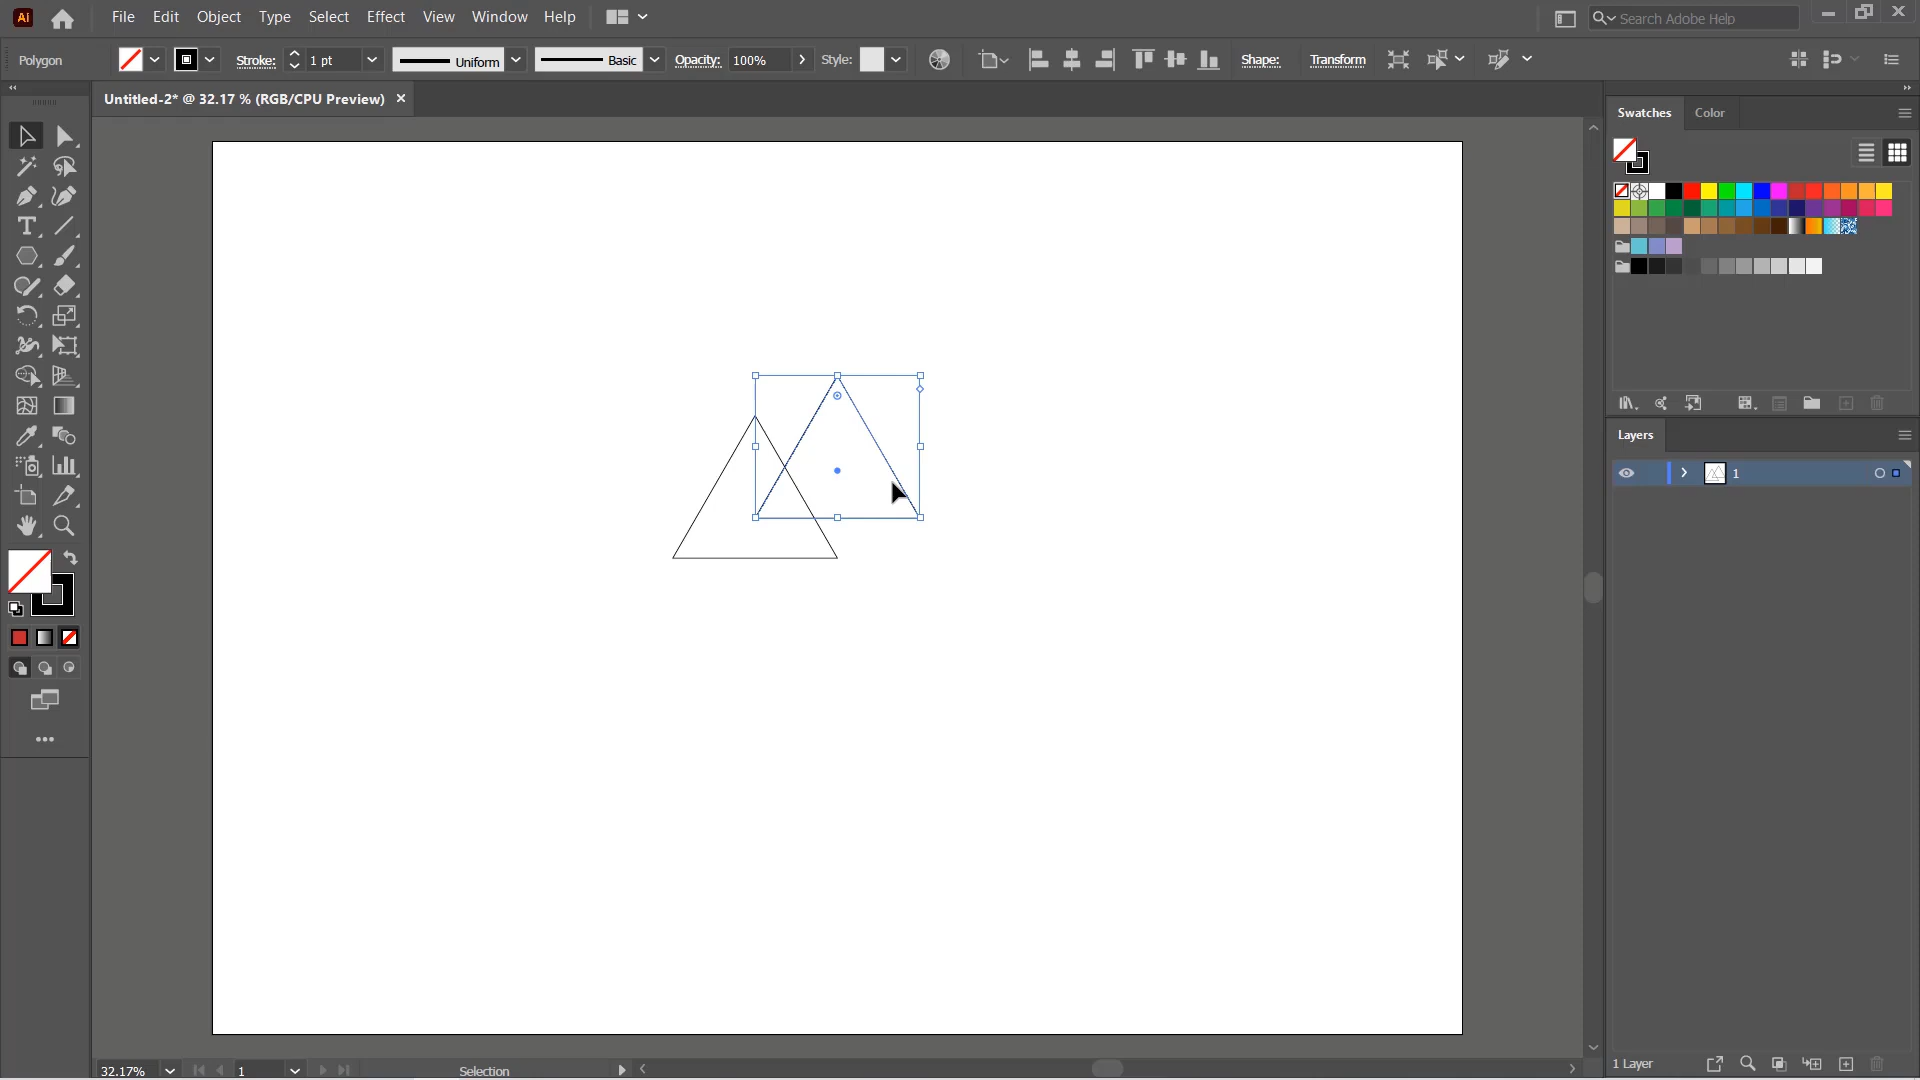 Ai File Edit Object Type Select Effect View Window Help Search Adobe Help
Polygon Stroke: 1 pt Uniform Basic Opacity: 100% Style: Shape: Transform
Untitled-2* @ 32.17 % (RGB/CPU Preview)
Swatches Color
Layers
1
1 Layer
32.17% 1 Selection